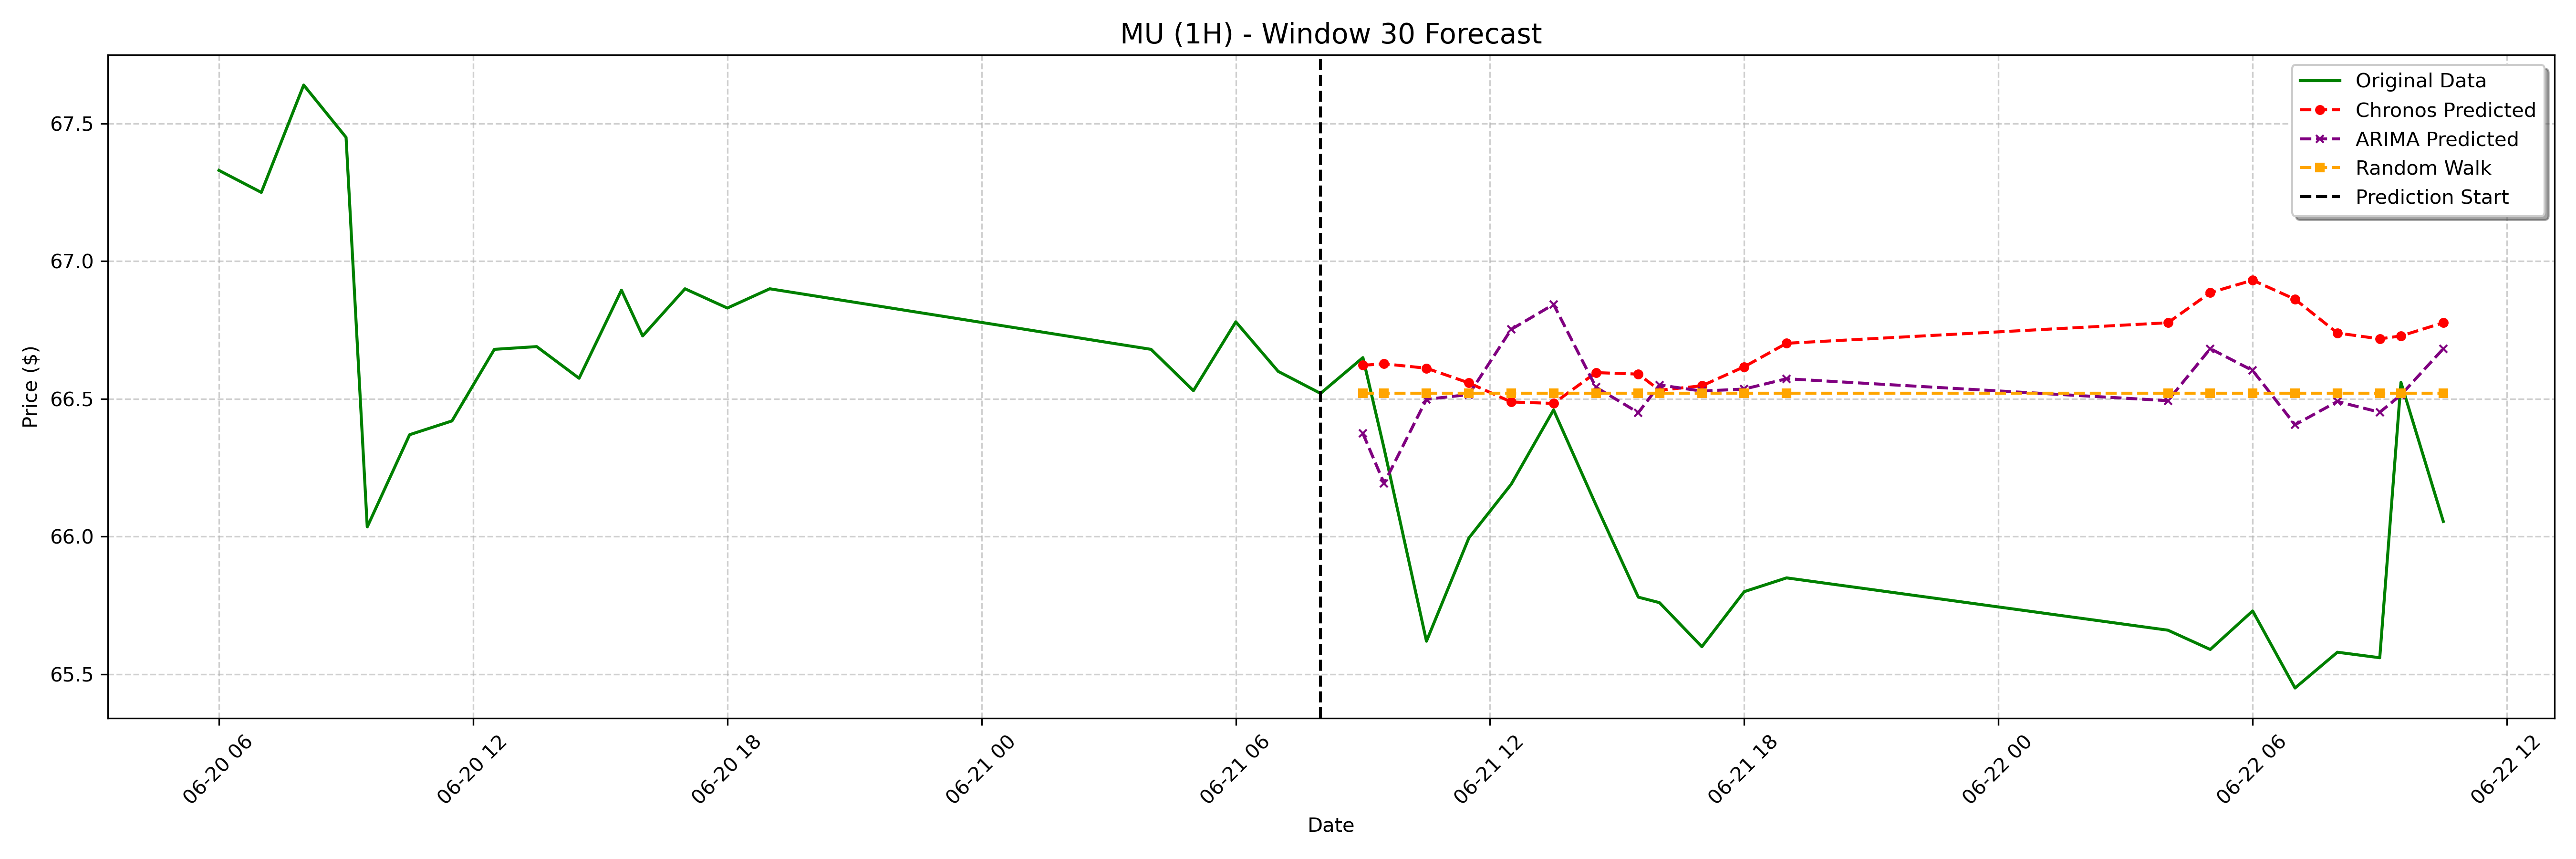 MU (1H) - Window 30 Forecast
Original Data
Chronos Predicted
ARIMA Predicted
Random Walk
Prediction Start
Price ($)
67.5
67.0
66.5
66.0
65.5
06-20 06
06-20 12
06-20 18
06-21 00
06-21 06
06-21 12
06-21 18
06-22 00
06-22 06
06-22 12
Date